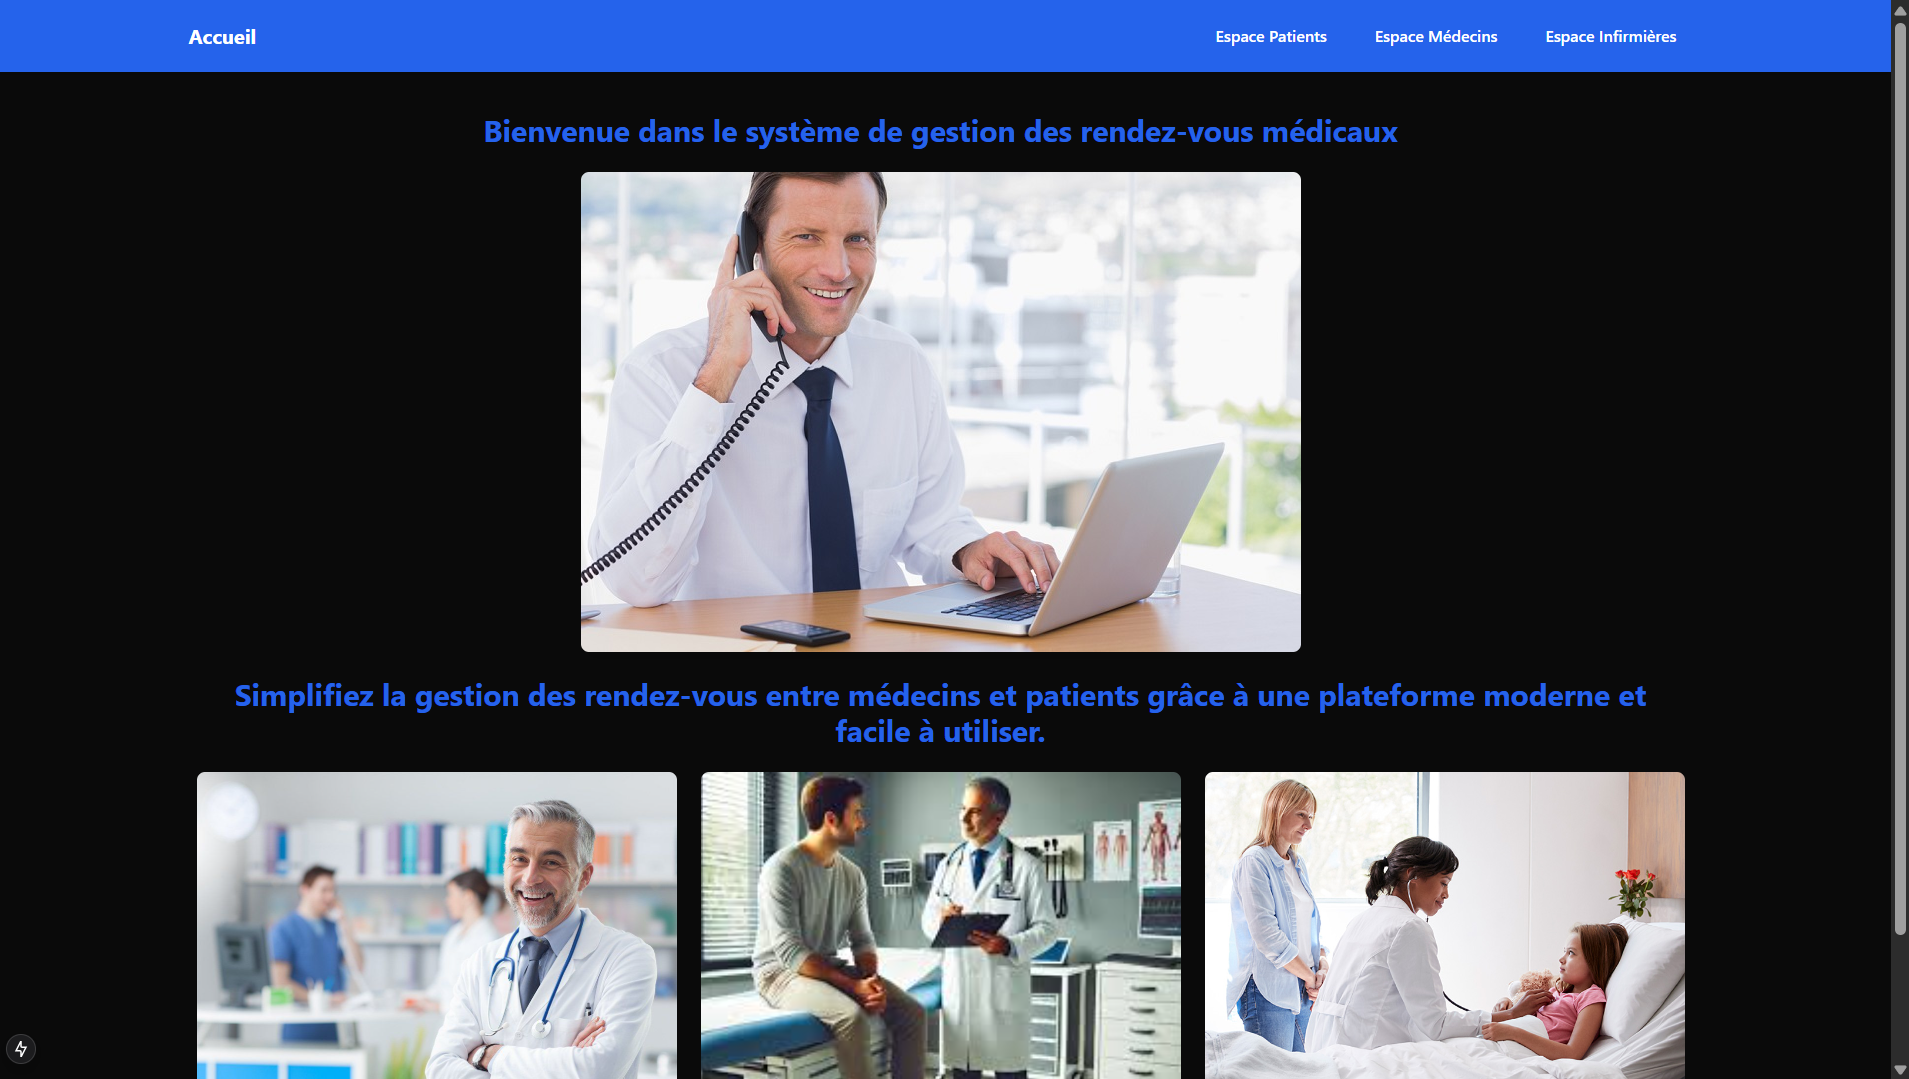 Accueil
Espace Patients
Espace Médecins
Espace Infirmières
Bienvenue dans le système de gestion des rendez-vous médicaux
Simplifiez la gestion des rendez-vous entre médecins et patients grâce à une plateforme moderne et
facile à utiliser.